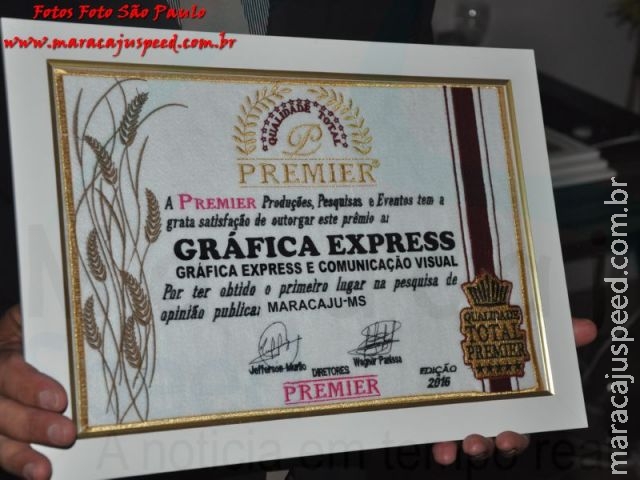 Fotos Foto São Paulo
www.maracajuspeed.com.br
QUALIDADE TOTAL
P
PREMIER
A PREMIER Produções, Pesquisas e Eventos tem a
grata satisfação de outorgar este prêmio a:
GRÁFICA EXPRESS
GRÁFICA EXPRESS E COMUNICAÇÃO VISUAL
Por ter obtido o primeiro lugar na pesquisa de
opinião publica: MARACAJU-MS
Jefferson Murilo
DIRETORES
Wagner Parissa
EDIÇÃO
2016
PREMIER
QUALIDADE
TOTAL
PREMIER
maracajuspeed.com.br
A notícia em tempo real